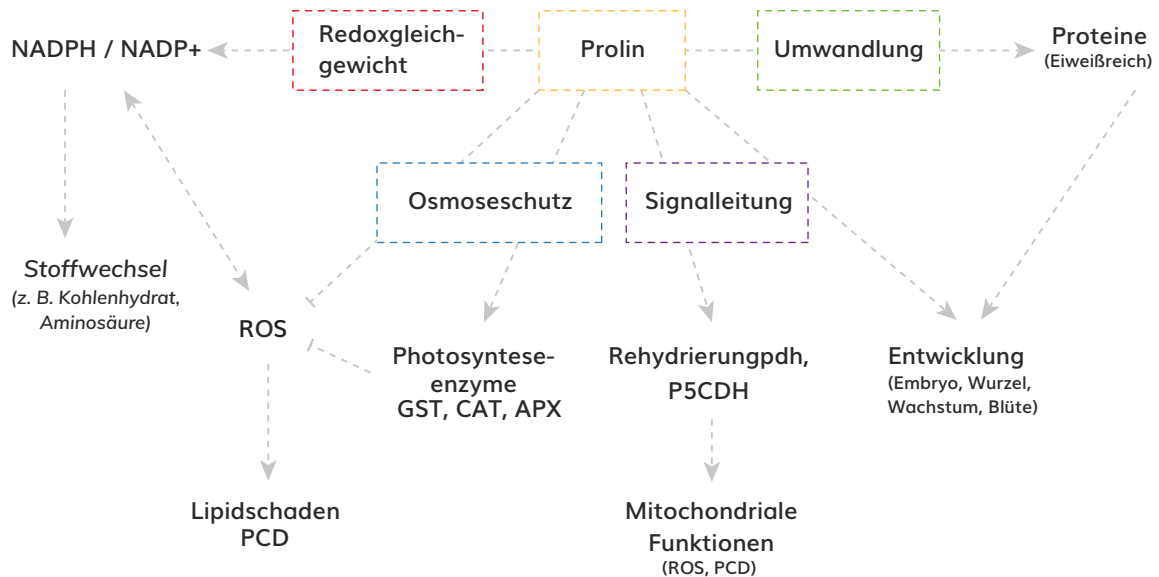 NADPH / NADP+
Redoxgleich-
gewicht
Prolin
Umwandlung
Proteine
(Eiweißreich)
Osmoseschutz
Signalleitung
Stoffwechsel
(z. B. Kohlenhydrat,
Aminosäure)
ROS
Photosyntese-
enzyme
GST, CAT, APX
Rehydrierungpdh,
P5CDH
Entwicklung
(Embryo, Wurzel,
Wachstum, Blüte)
Lipidschaden
PCD
Mitochondriale
Funktionen
(ROS, PCD)